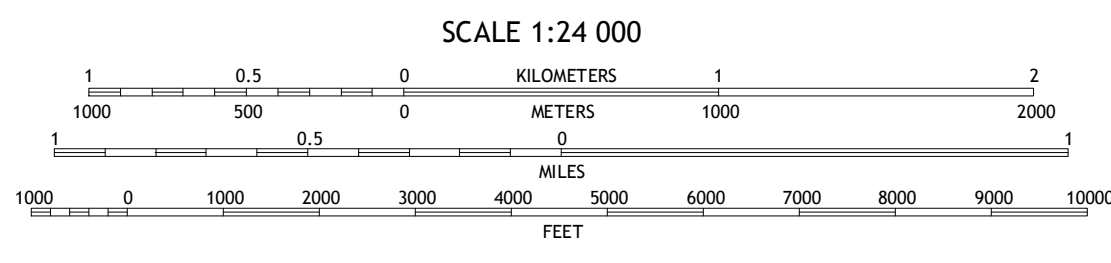 SCALE 1:24 000
1 0.5 0 KILOMETERS 1 2
1000 500 0 METERS 1000 2000
1 0.5 0 1
MILES
1000 0 1000 2000 3000 4000 5000 6000 7000 8000 9000 10000
FEET